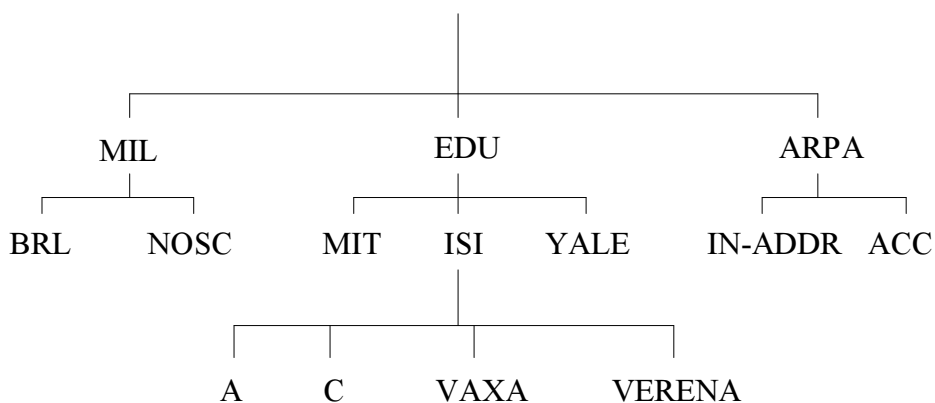 MIL EDU ARPA
BRL NOSC MIT ISI YALE IN-ADDR ACC
A C VAXA VERENA